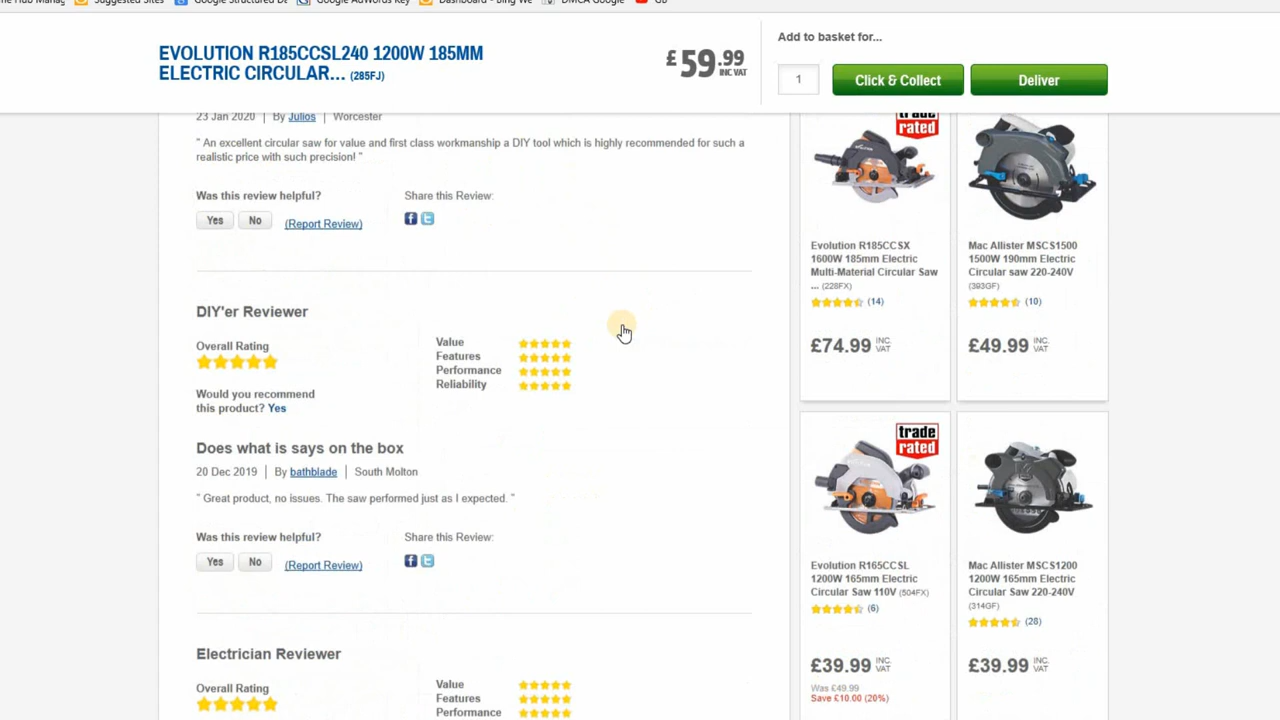 Suggested Sites
Google Structured Da
Google AdWords Key
Dashboard - Bing We
DMCA Google
GB
EVOLUTION R185CCSL240 1200W 185MM
ELECTRIC CIRCULAR... (285FJ)
£59.99
INC VAT
Add to basket for...
1
Click & Collect
Deliver
23 Jan 2020 | By Julios | Worcester
" An excellent circular saw for value and first class workmanship a DIY tool which is highly recommended for such a
realistic price with such precision! "
Was this review helpful?
Share this Review:
Yes
No
(Report Review)
DIY'er Reviewer
Overall Rating
Value
Features
Performance
Reliability
Would you recommend
this product? Yes
Does what is says on the box
20 Dec 2019 | By bathblade | South Molton
" Great product, no issues. The saw performed just as I expected. "
Was this review helpful?
Share this Review:
Yes
No
(Report Review)
Electrician Reviewer
Overall Rating
Value
Features
Performance
trade
rated
Evolution R185CCSX
1600W 185mm Electric
Multi-Material Circular Saw
... (228FX)
(14)
£74.99 INC
VAT
Mac Allister MSCS1500
1500W 190mm Electric
Circular saw 220-240V
(393GF)
(10)
£49.99 INC
VAT
trade
rated
Evolution R165CCSL
1200W 165mm Electric
Circular Saw 110V (504FX)
(6)
£39.99 INC
VAT
Was £49.99
Save £10.00 (20%)
Mac Allister MSCS1200
1200W 165mm Electric
Circular Saw 220-240V
(314GF)
(28)
£39.99 INC
VAT